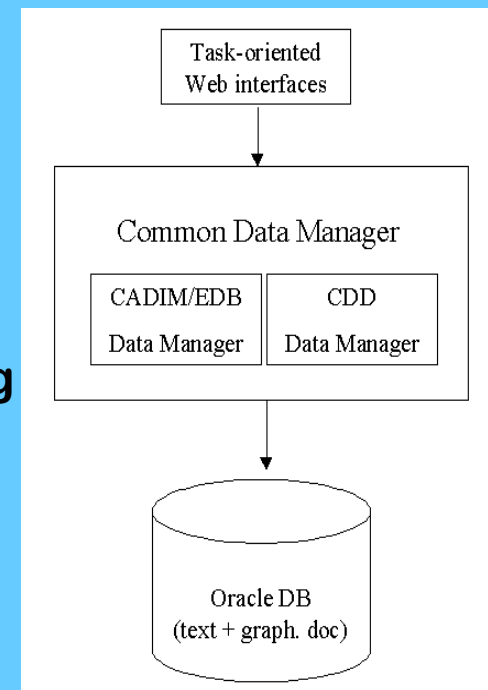 Task-oriented
Web interfaces
Common Data Manager
CADIM/EDB
Data Manager
CDD
Data Manager
g
Oracle DB
(text + graph. doc)